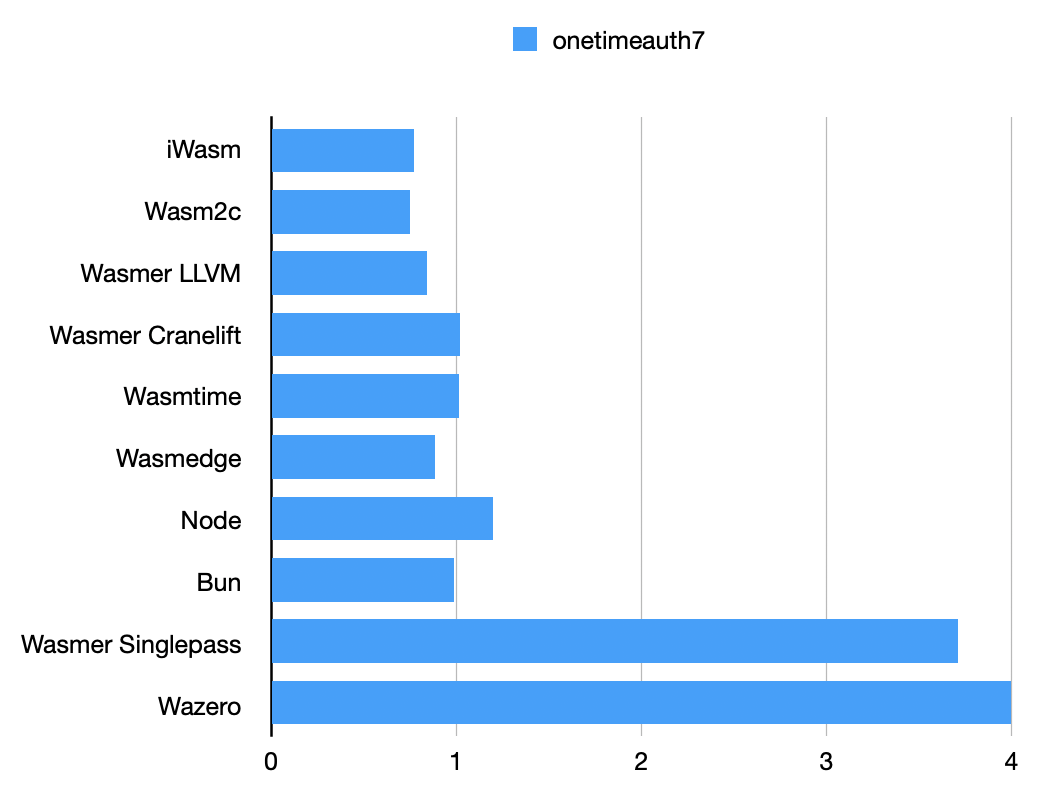 onetimeauth7
iWasm
Wasm2c
Wasmer LLVM
Wasmer Cranelift
Wasmtime
Wasmedge
Node
Bun
Wasmer Singlepass
Wazero
0 1 2 3 4